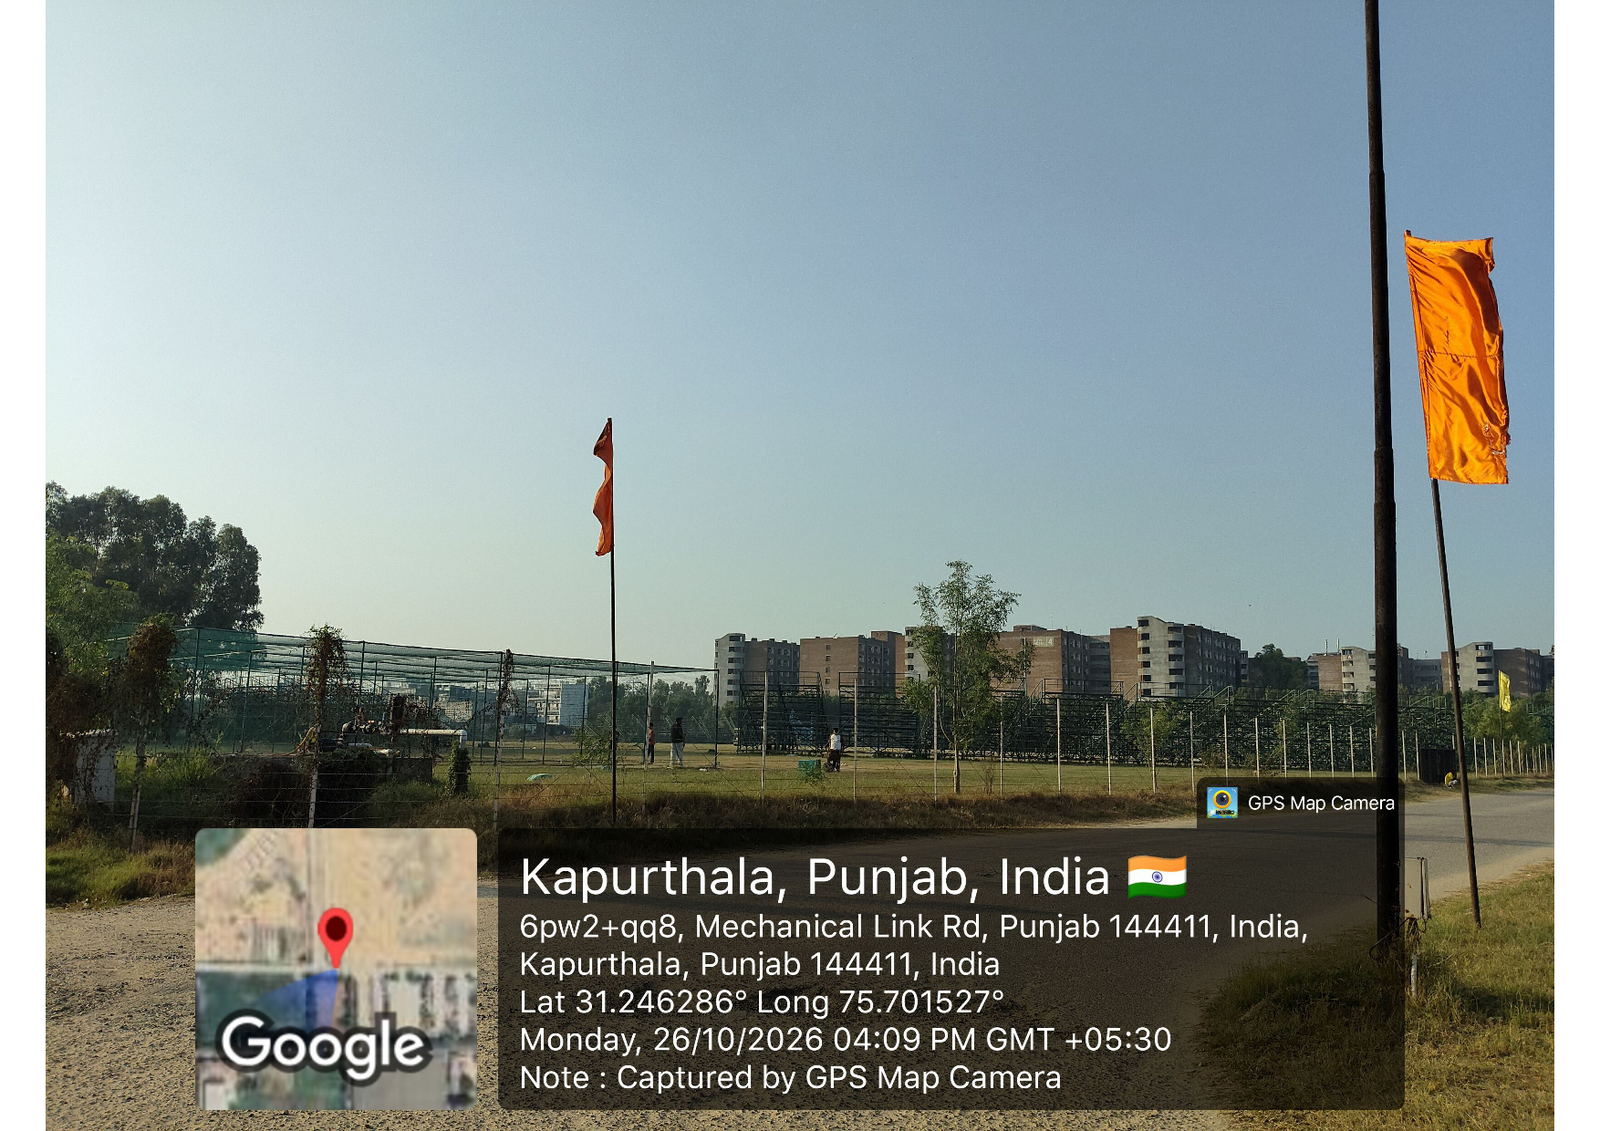 GPS Map Camera
Kapurthala, Punjab, India
6pw2+qq8, Mechanical Link Rd, Punjab 144411, India,
Kapurthala, Punjab 144411, India
Lat 31.246286° Long 75.701527°
Monday, 26/10/2026 04:09 PM GMT +05:30
Note : Captured by GPS Map Camera
Google